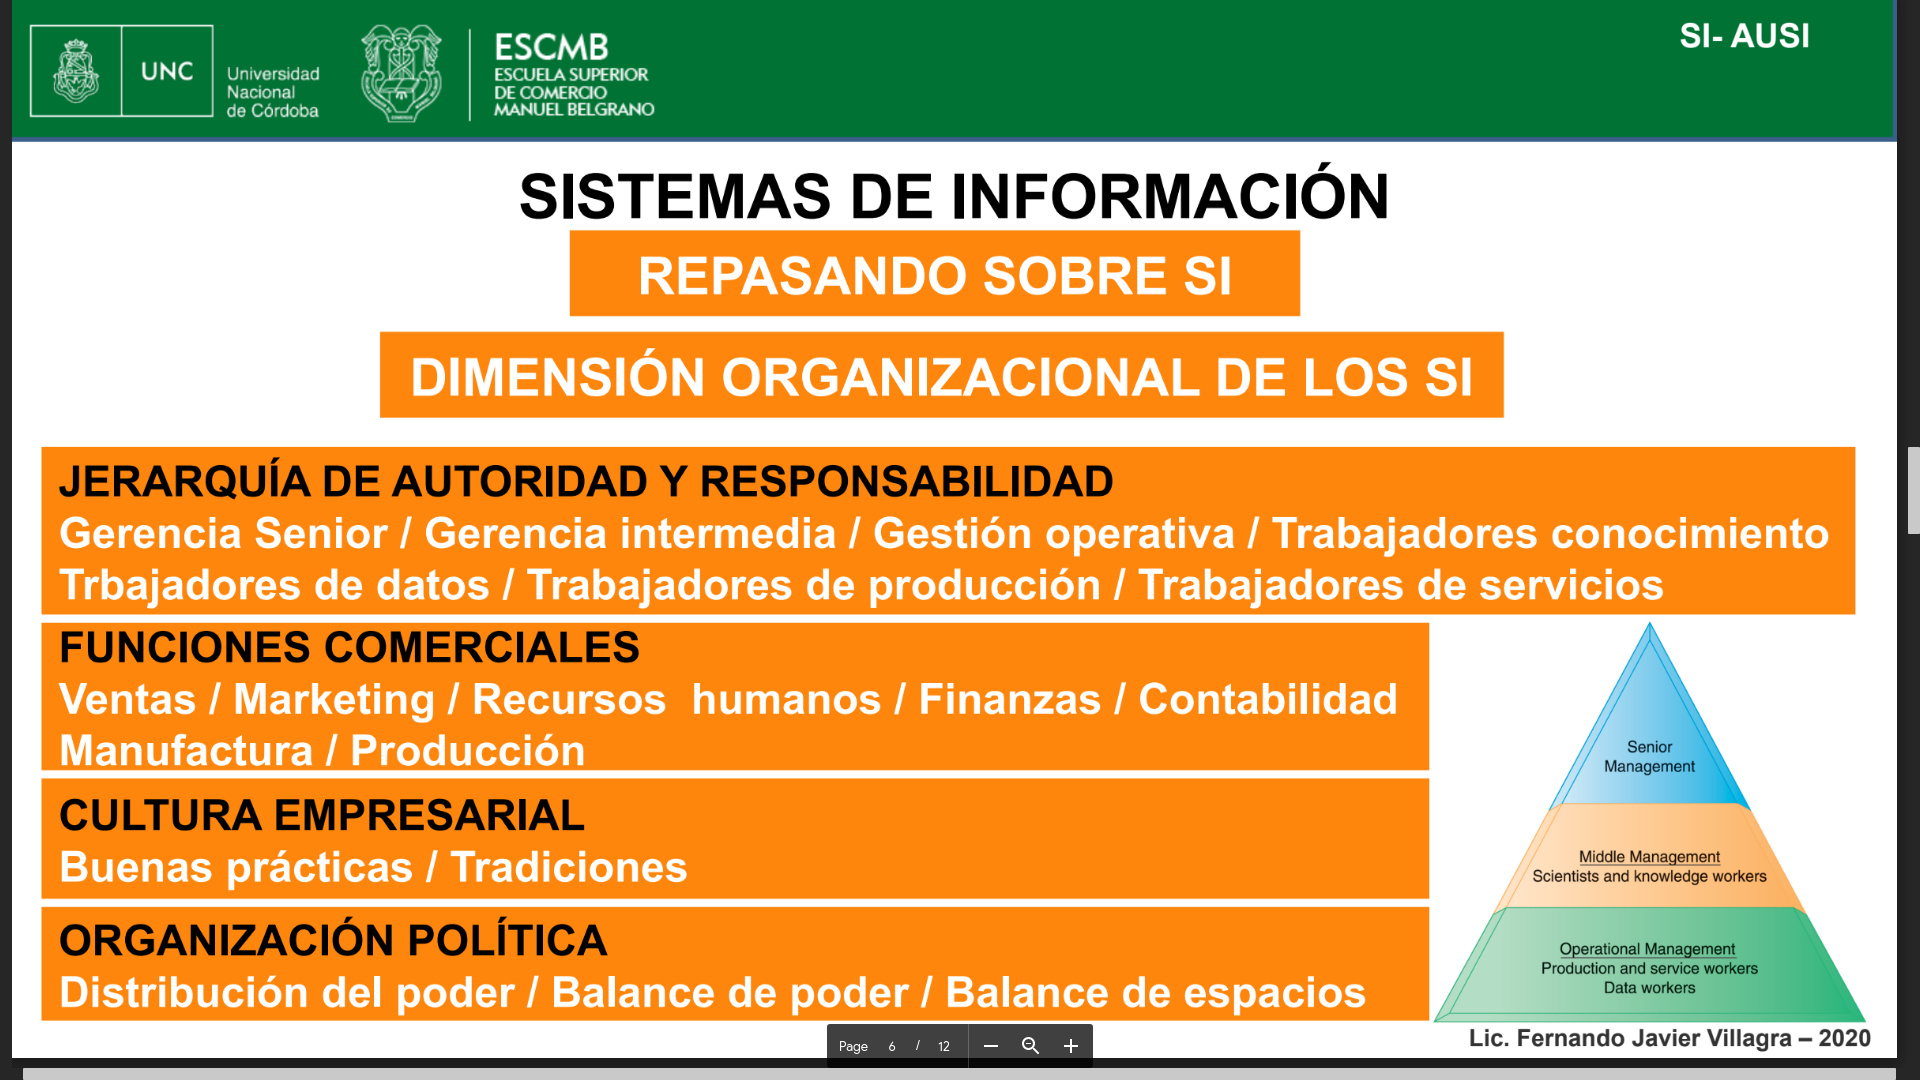 UNC
Universidad
Nacional
de Córdoba
ESCMB
ESCUELA SUPERIOR
DE COMERCIO
MANUEL BELGRANO
SI- AUSI
SISTEMAS DE INFORMACIÓN
REPASANDO SOBRE SI
DIMENSIÓN ORGANIZACIONAL DE LOS SI
JERARQUÍA DE AUTORIDAD Y RESPONSABILIDAD
Gerencia Senior / Gerencia intermedia / Gestión operativa / Trabajadores conocimiento
Trbajadores de datos / Trabajadores de producción / Trabajadores de servicios
FUNCIONES COMERCIALES
Ventas / Marketing / Recursos  humanos / Finanzas / Contabilidad
Manufactura / Producción
CULTURA EMPRESARIAL
Buenas prácticas / Tradiciones
ORGANIZACIÓN POLÍTICA
Distribución del poder / Balance de poder / Balance de espacios
Senior
Management
Middle Management
Scientists and knowledge workers
Operational Management
Production and service workers
Data workers
Lic. Fernando Javier Villagra – 2020
Page 6 / 12